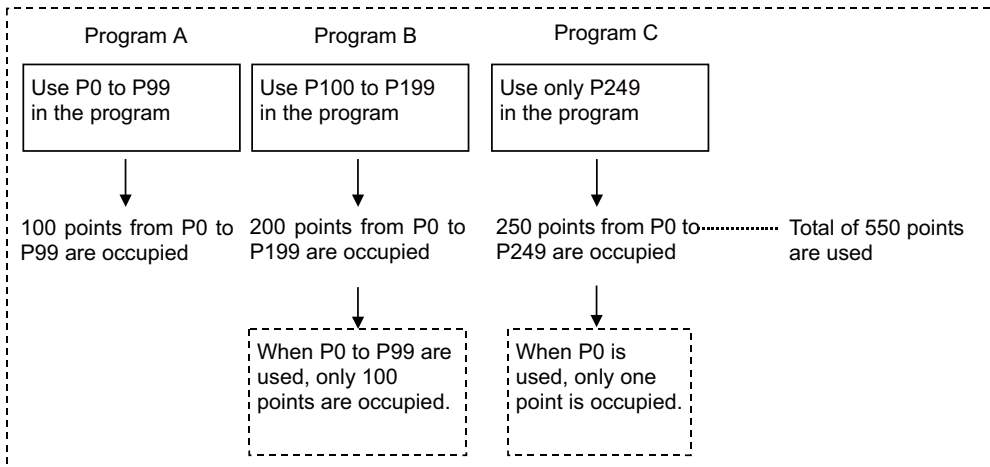 Program A
Program B
Program C
Use P0 to P99
in the program
Use P100 to P199
in the program
Use only P249
in the program
100 points from P0 to
P99 are occupied
200 points from P0 to
P199 are occupied
250 points from P0 to
P249 are occupied
Total of 550 points
are used
When P0 to P99 are
used, only 100
points are occupied.
When P0 is
used, only one
point is occupied.